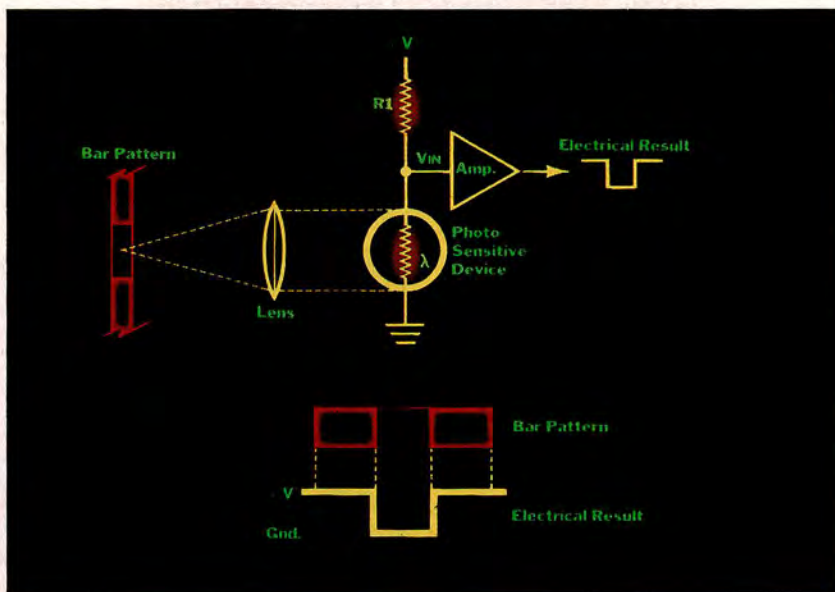 V
R1
Bar Pattern
VIN
Amp.
Electrical Result
Photo
Sensitive
Device
λ
Lens
Bar Pattern
V
Electrical Result
Gnd.